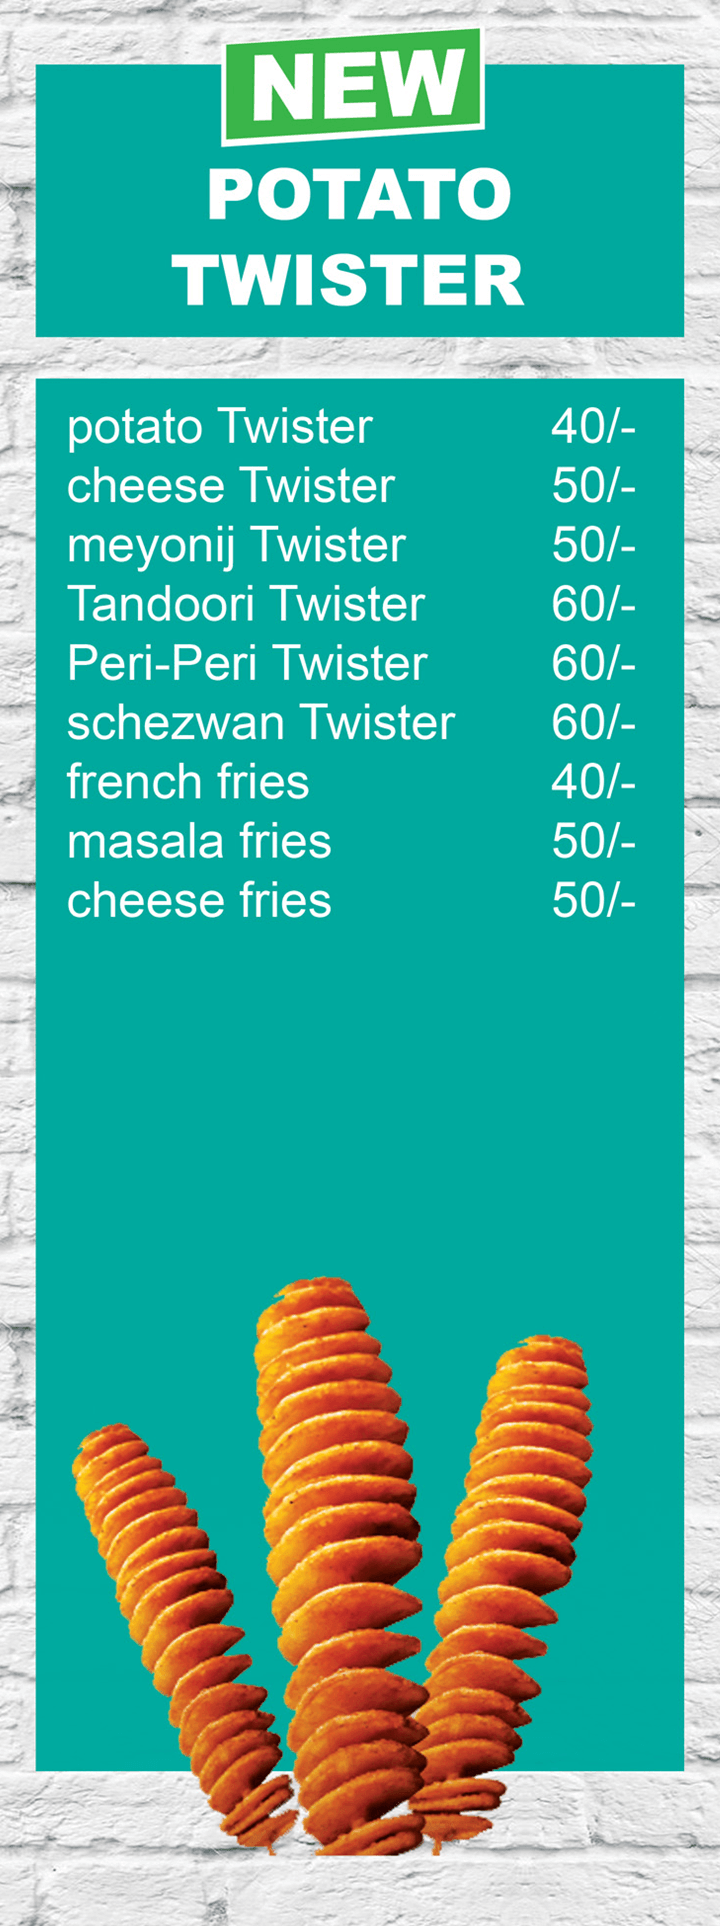 NEW
POTATO
TWISTER
potato Twister 40/-
cheese Twister 50/-
meyonij Twister 50/-
Tandoori Twister 60/-
Peri-Peri Twister 60/-
schezwan Twister 60/-
french fries 40/-
masala fries 50/-
cheese fries 50/-